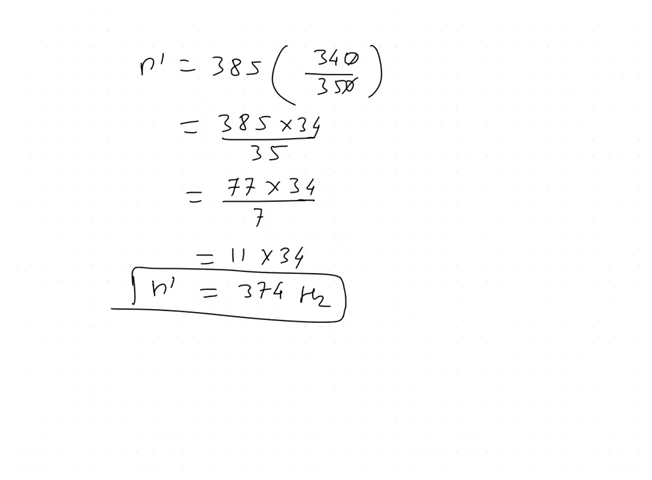 n' = 385 ( 340 / 350 )
= 385 × 34 / 35
= 77 × 34 / 7
= 11 × 34
n' = 374 Hz